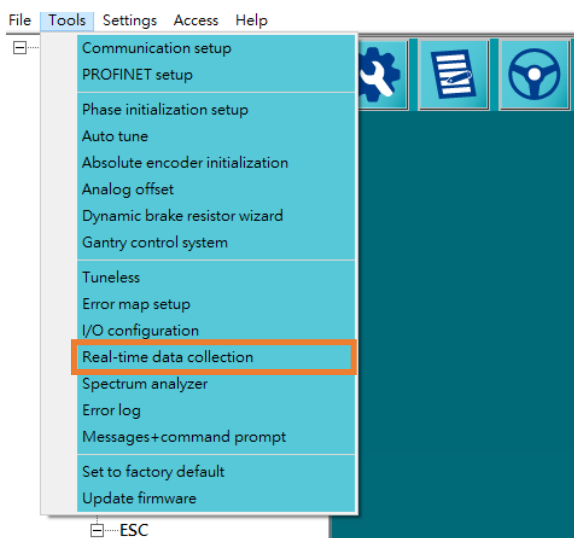 File Tools Settings Access Help
Communication setup
PROFINET setup
Phase initialization setup
Auto tune
Absolute encoder initialization
Analog offset
Dynamic brake resistor wizard
Gantry control system
Tuneless
Error map setup
I/O configuration
Real-time data collection
Spectrum analyzer
Error log
Messages+command prompt
Set to factory default
Update firmware
ESC